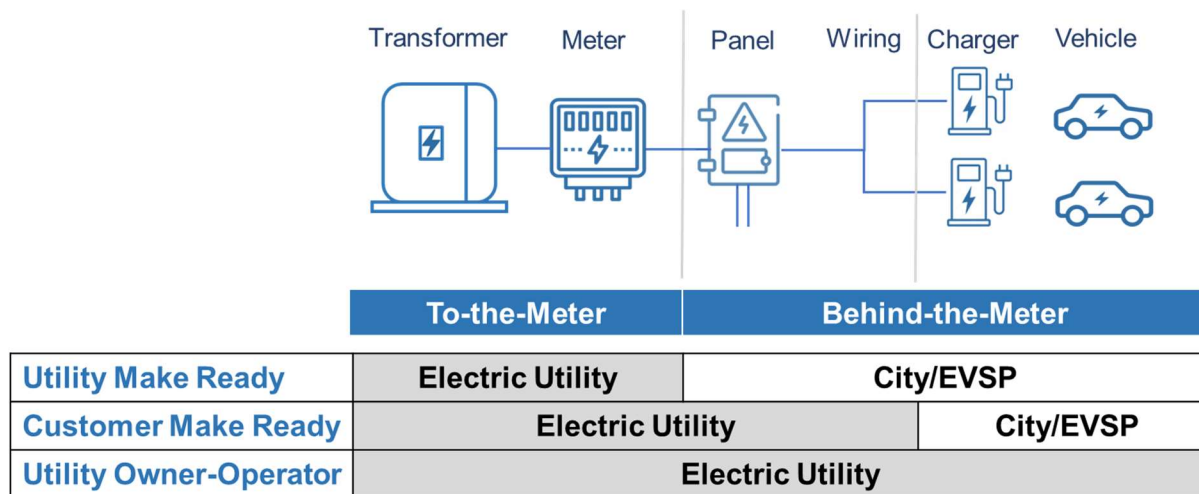 Transformer Meter Panel Wiring Charger Vehicle
To-the-Meter Behind-the-Meter
Utility Make Ready Electric Utility City/EVSP
Customer Make Ready Electric Utility City/EVSP
Utility Owner-Operator Electric Utility